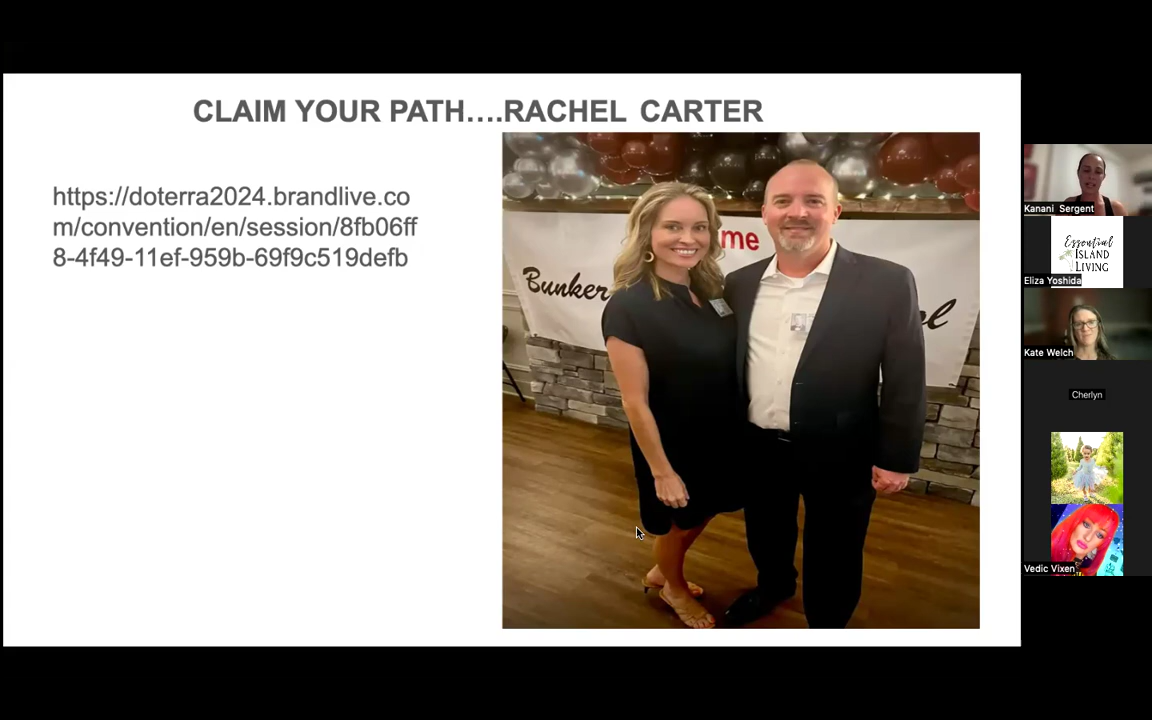 CLAIM YOUR PATH....RACHEL CARTER
https://doterra2024.brandlive.co
m/convention/en/session/8fb06ff
8-4f49-11ef-959b-69f9c519defb
me
Bunker
el
Kanani Sergent
Essential
ISLAND
LIVING
Eliza Yoshida
Kate Welch
Cherlyn
Vedic Vixen